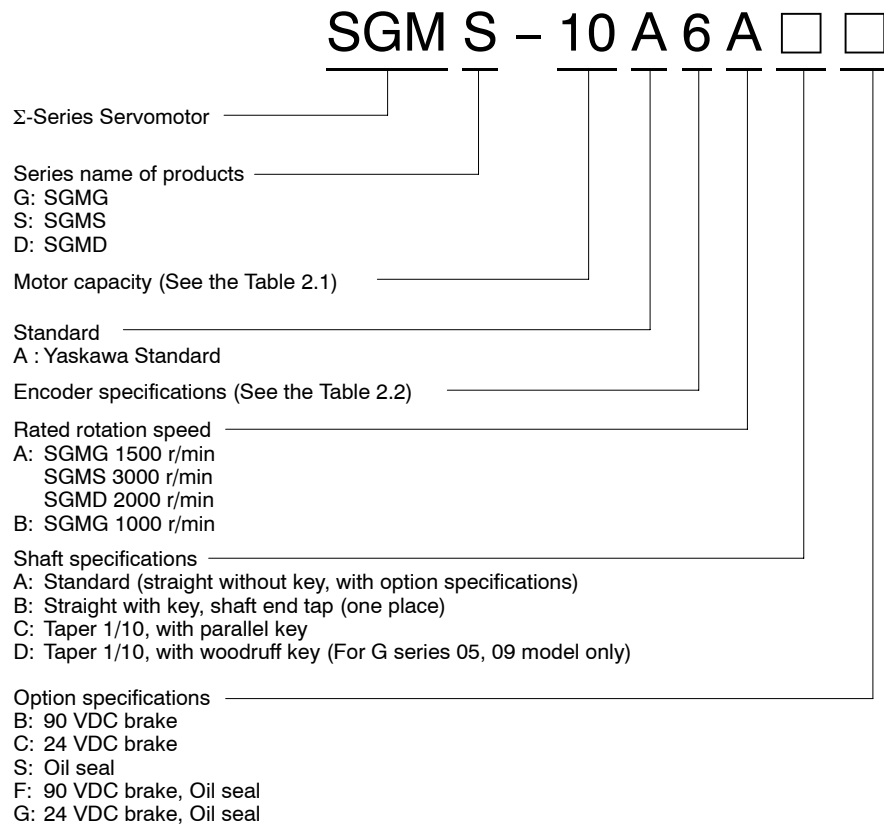 SGM S – 10 A 6 A □ □
Σ-Series Servomotor
Series name of products
G: SGMG
S: SGMS
D: SGMD
Motor capacity (See the Table 2.1)
Standard
A : Yaskawa Standard
Encoder specifications (See the Table 2.2)
Rated rotation speed
A: SGMG 1500 r/min
SGMS 3000 r/min
SGMD 2000 r/min
B: SGMG 1000 r/min
Shaft specifications
A: Standard (straight without key, with option specifications)
B: Straight with key, shaft end tap (one place)
C: Taper 1/10, with parallel key
D: Taper 1/10, with woodruff key (For G series 05, 09 model only)
Option specifications
B: 90 VDC brake
C: 24 VDC brake
S: Oil seal
F: 90 VDC brake, Oil seal
G: 24 VDC brake, Oil seal